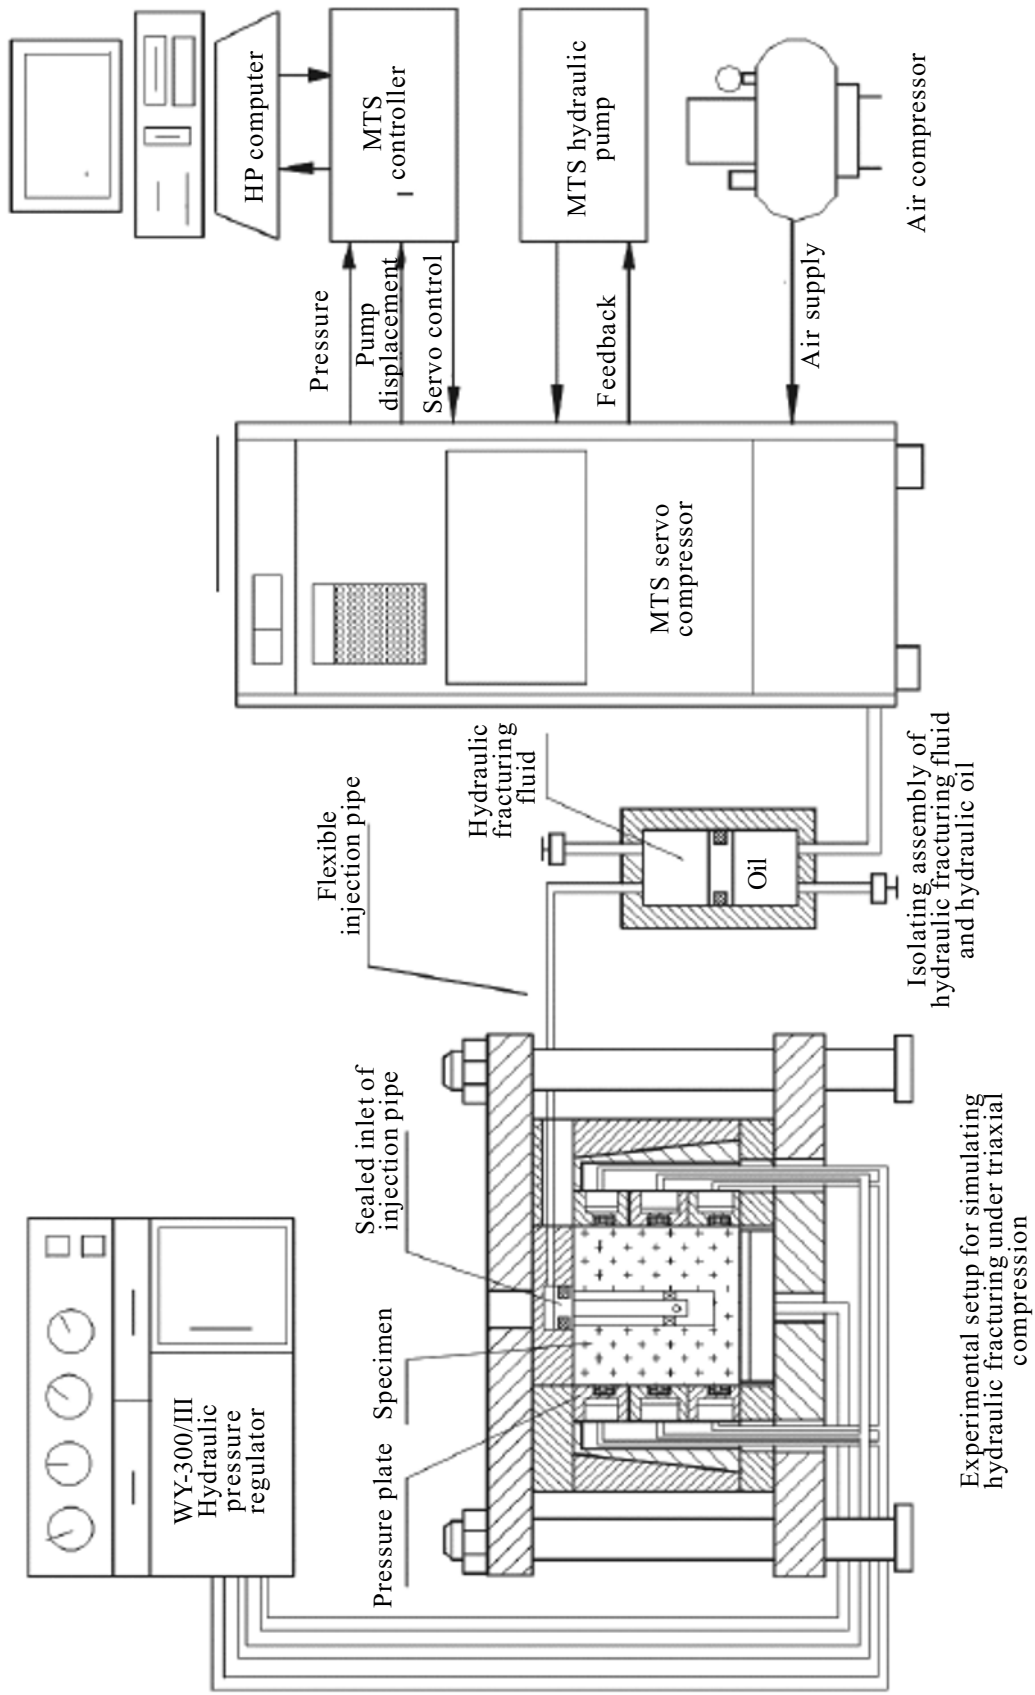 WY-300/III
Hydraulic
pressure
regulator
Pressure plate
Specimen
Sealed inlet of
injection pipe
Flexible
injection pipe
Hydraulic
fracturing
fluid
Oil
MTS servo
compressor
Pressure
Pump
displacement
Servo control
Feedback
Air supply
HP computer
MTS
controller
MTS hydraulic
pump
Air compressor
Experimental setup for simulating
hydraulic fracturing under triaxial
compression
Isolating assembly of
hydraulic fracturing fluid
and hydraulic oil